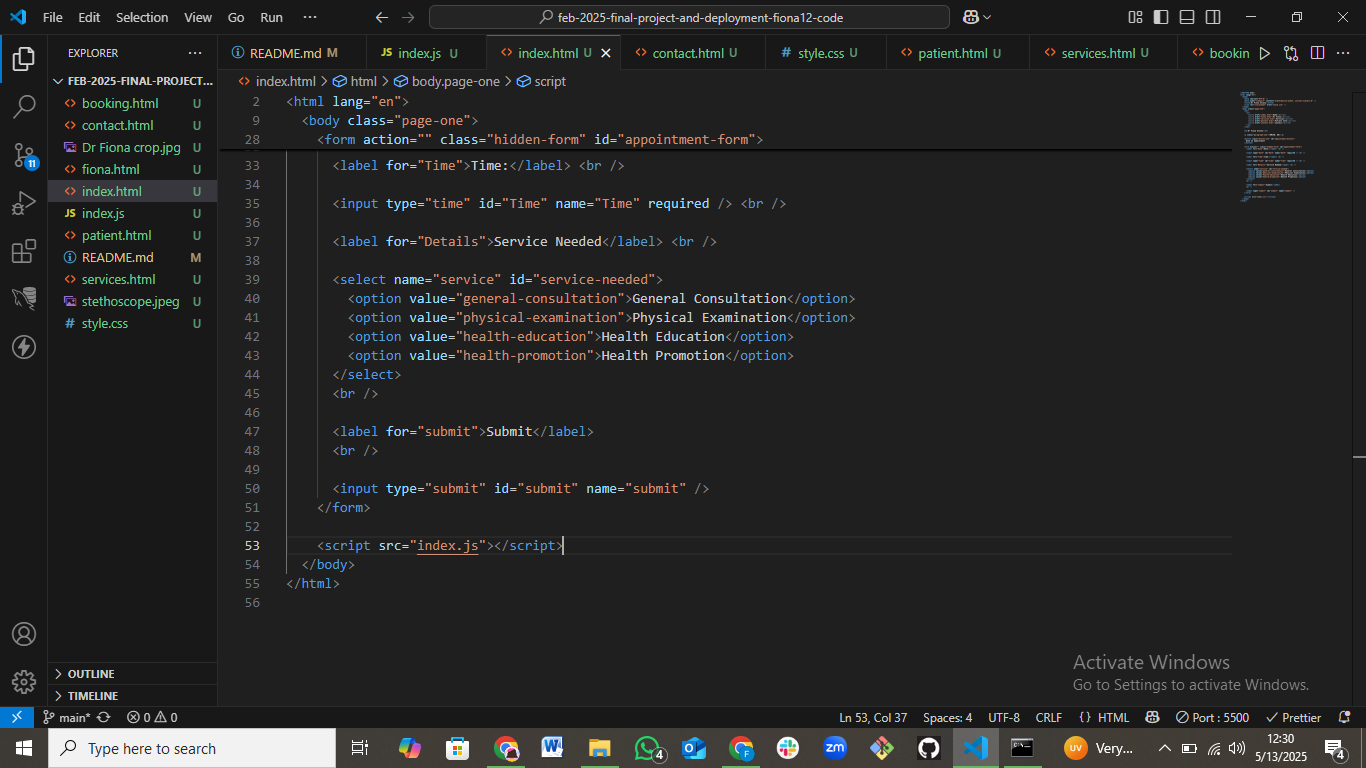 File Edit Selection View Go Run ··· feb-2025-final-project-and-deployment-fiona12-code
EXPLORER ···
README.md M index.js U index.html U contact.html U style.css U patient.html U services.html U bookin
FEB-2025-FINAL-PROJECT...
index.html > html > body.page-one > script
booking.html U
contact.html U
Dr Fiona crop.jpg U
fiona.html U
index.html U
index.js U
patient.html U
README.md M
services.html U
stethoscope.jpeg U
style.css U
11
2 <html lang="en">
9 <body class="page-one">
28 <form action="" class="hidden-form" id="appointment-form">
33 <label for="Time">Time:</label> <br />
34
35 <input type="time" id="Time" name="Time" required /> <br />
36
37 <label for="Details">Service Needed</label> <br />
38
39 <select name="service" id="service-needed">
40 <option value="general-consultation">General Consultation</option>
41 <option value="physical-examination">Physical Examination</option>
42 <option value="health-education">Health Education</option>
43 <option value="health-promotion">Health Promotion</option>
44 </select>
45 <br />
46
47 <label for="submit">Submit</label>
48 <br />
49
50 <input type="submit" id="submit" name="submit" />
51 </form>
52
53 <script src="index.js"></script>
54 </body>
55 </html>
56
OUTLINE
TIMELINE
Activate Windows
Go to Settings to activate Windows.
main* 0 0 Ln 53, Col 37 Spaces: 4 UTF-8 CRLF {} HTML Port : 5500 Prettier
Type here to search W 4 zm UV Very... 12:30
5/13/2025 4